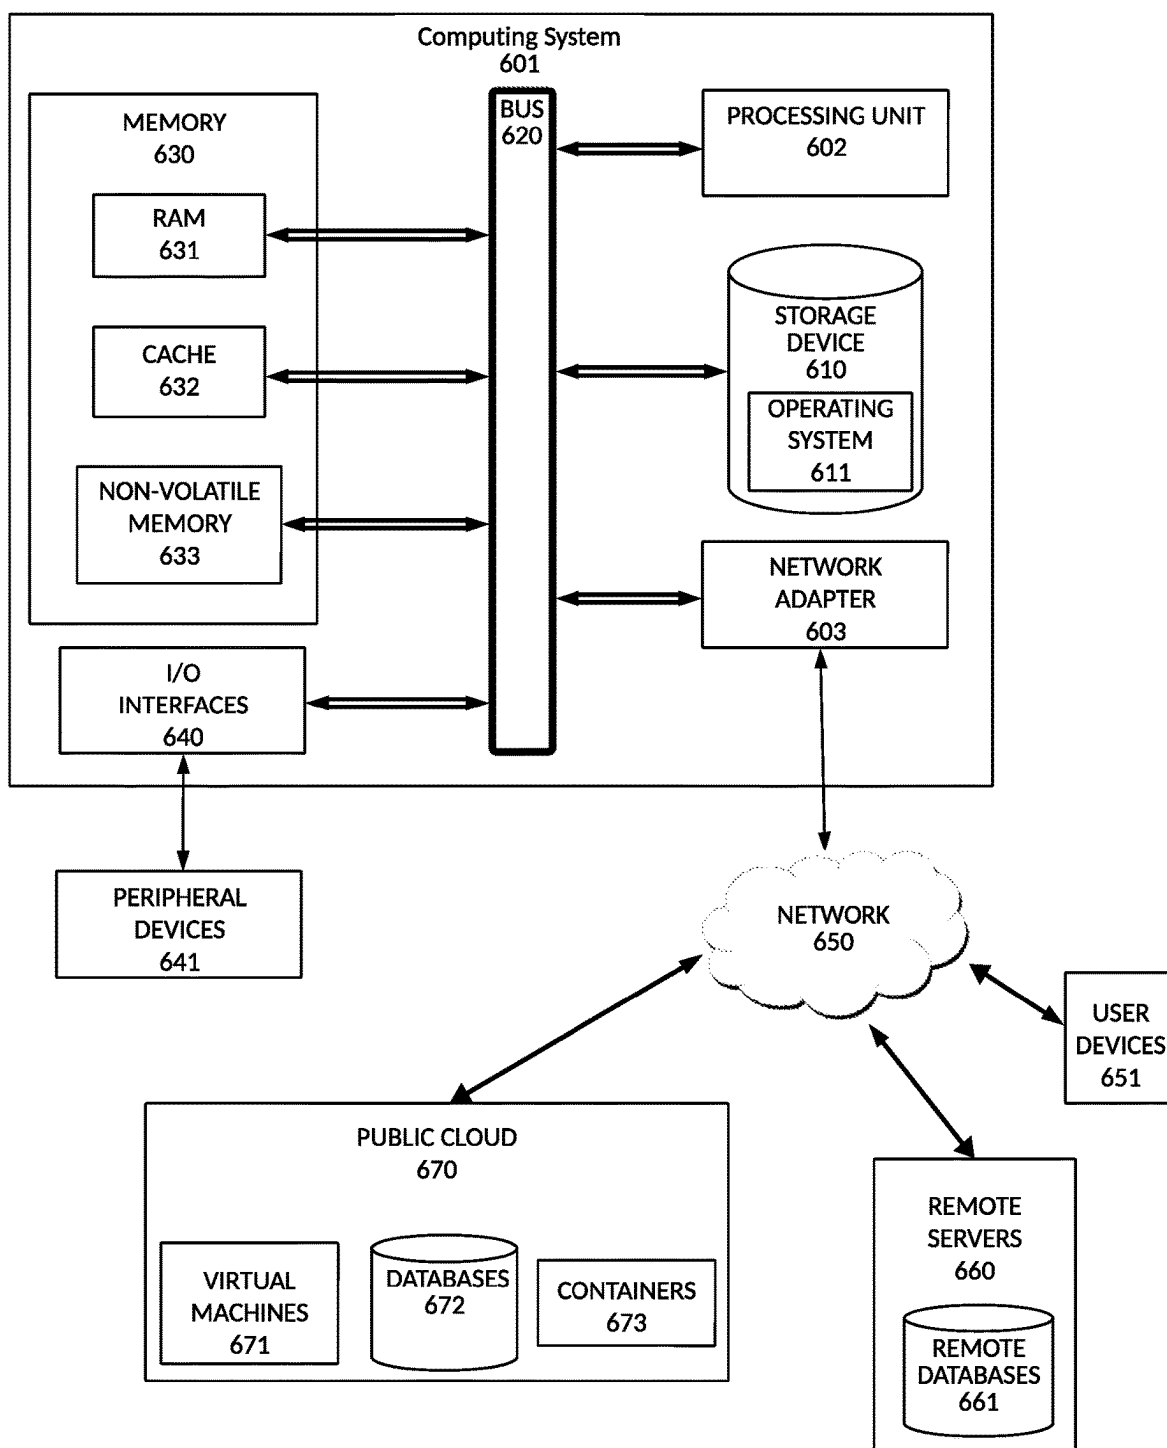 Computing System
601
MEMORY
630
RAM
631
CACHE
632
NON-VOLATILE
MEMORY
633
I/O
INTERFACES
640
BUS
620
PROCESSING UNIT
602
STORAGE
DEVICE
610
OPERATING
SYSTEM
611
NETWORK
ADAPTER
603
PERIPHERAL
DEVICES
641
NETWORK
650
USER
DEVICES
651
PUBLIC CLOUD
670
VIRTUAL
MACHINES
671
DATABASES
672
CONTAINERS
673
REMOTE
SERVERS
660
REMOTE
DATABASES
661